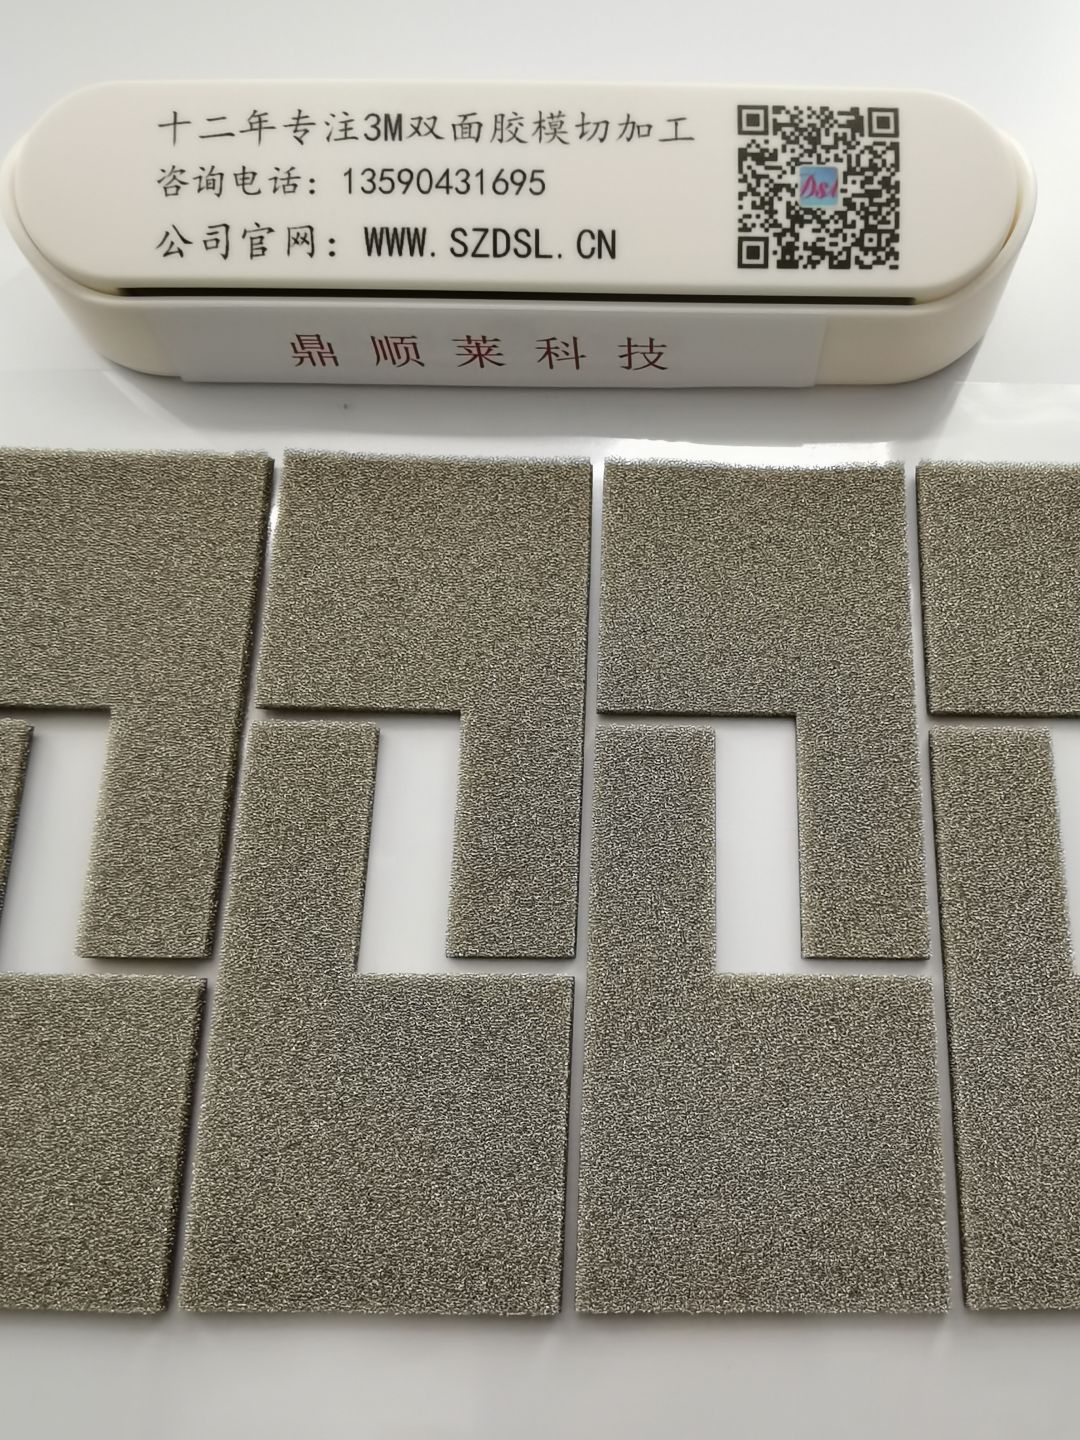 十二年专注3M双面胶模切加工
咨询电话：13590431695
公司官网：WWW.SZDSL.CN
Dsl
鼎顺莱科技